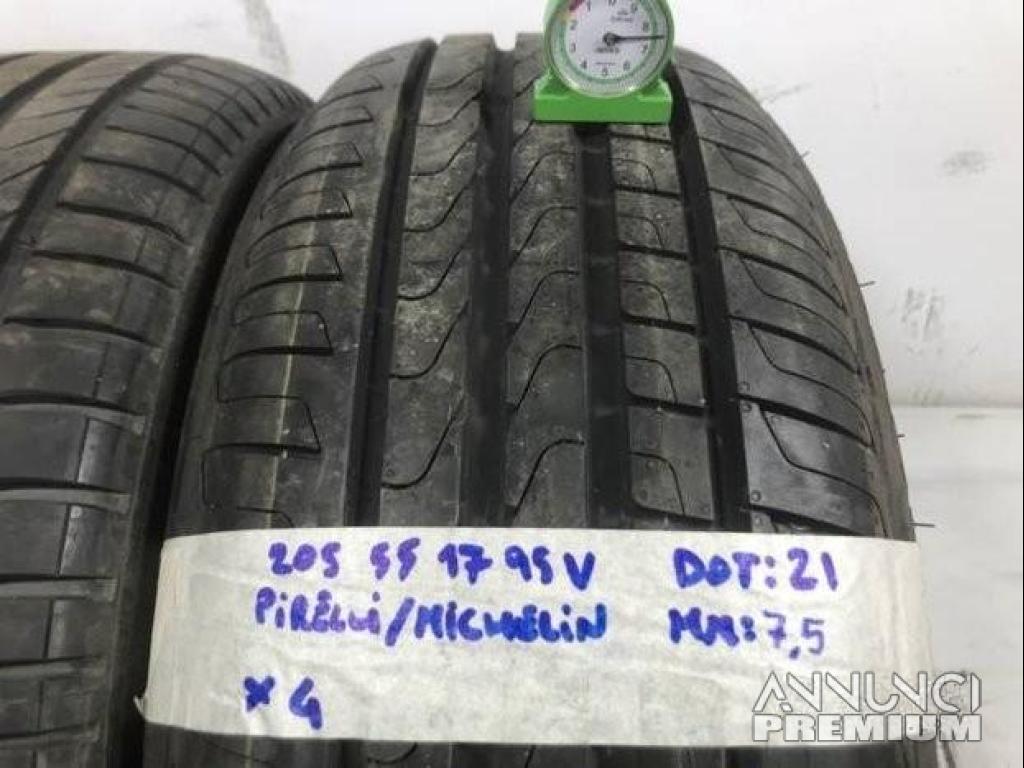 205 55 17 95 V DOT: 21
PIRELLI/MICHELIN MM: 7,5
x 4
ANNUNCI
PREMIUM